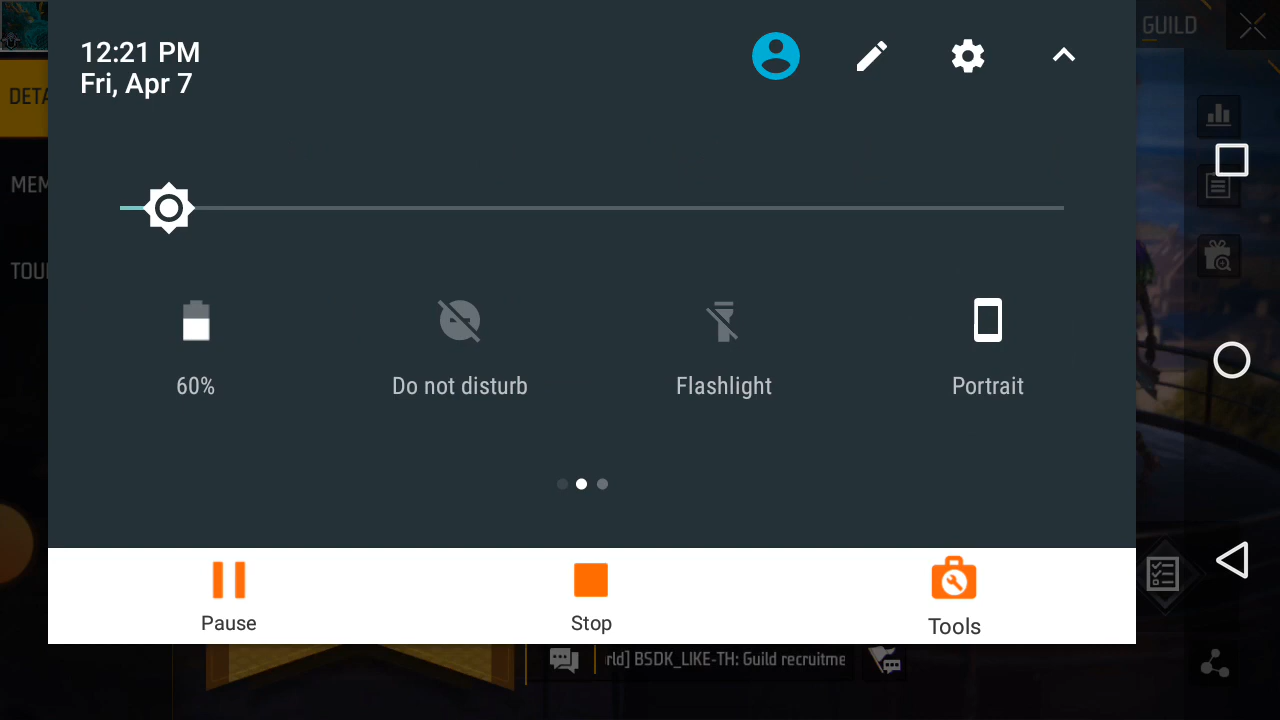 12:21 PM
Fri, Apr 7
GUILD
DETA
MEM
TOUR
60%
Do not disturb
Flashlight
Portrait
Pause
Stop
Tools
rld] BSDK_LIKE-TH: Guild recruitme